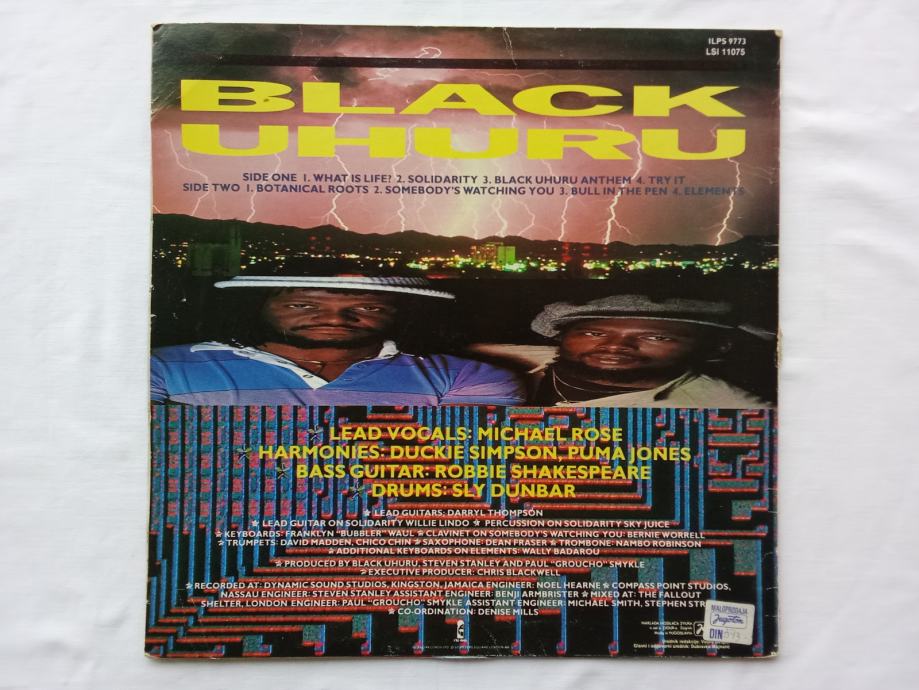 ILPS 9773
LSI 11075
BLACK
UHURU
SIDE ONE 1. WHAT IS LIFE? 2. SOLIDARITY 3. BLACK UHURU ANTHEM 4. TRY IT
SIDE TWO 1. BOTANICAL ROOTS 2. SOMEBODY'S WATCHING YOU 3. BULL IN THE PEN 4. ELEMENTS
LEAD VOCALS: MICHAEL ROSE
HARMONIES: DUCKIE SIMPSON, PUMA JONES
BASS GUITAR: ROBBIE SHAKESPEARE
DRUMS: SLY DUNBAR
LEAD GUITARS: DARRYL THOMPSON
LEAD GUITAR ON SOLIDARITY WILLIE LINDO PERCUSSION ON SOLIDARITY SKY JUICE
KEYBOARDS: FRANKLYN "BUBBLER" WAUL CLAVINET ON SOMEBODY'S WATCHING YOU: BERNIE WORRELL
TRUMPETS: DAVID MADDEN, CHICO CHIN SAXOPHONE: DEAN FRASER TROMBONE: NAMBO ROBINSON
ADDITIONAL KEYBOARDS ON ELEMENTS: WALLY BADAROU
PRODUCED BY BLACK UHURU, STEVEN STANLEY AND PAUL "GROUCHO" SMYKLE
EXECUTIVE PRODUCER: CHRIS BLACKWELL
RECORDED AT: DYNAMIC SOUND STUDIOS, KINGSTON, JAMAICA ENGINEER: NOEL HEARNE COMPASS POINT STUDIOS,
NASSAU ENGINEER: STEVEN STANLEY ASSISTANT ENGINEER: BENJI ARMBRISTER MIXED AT: THE FALLOUT
SHELTER, LONDON ENGINEER: PAUL "GROUCHO" SMYKLE ASSISTANT ENGINEER: MICHAEL SMITH, STEPHEN STR
CO-ORDINATION: DENISE MILLS
MALOPRODAJA
Jugoton
DIN
Made in YUGOSLAVIA